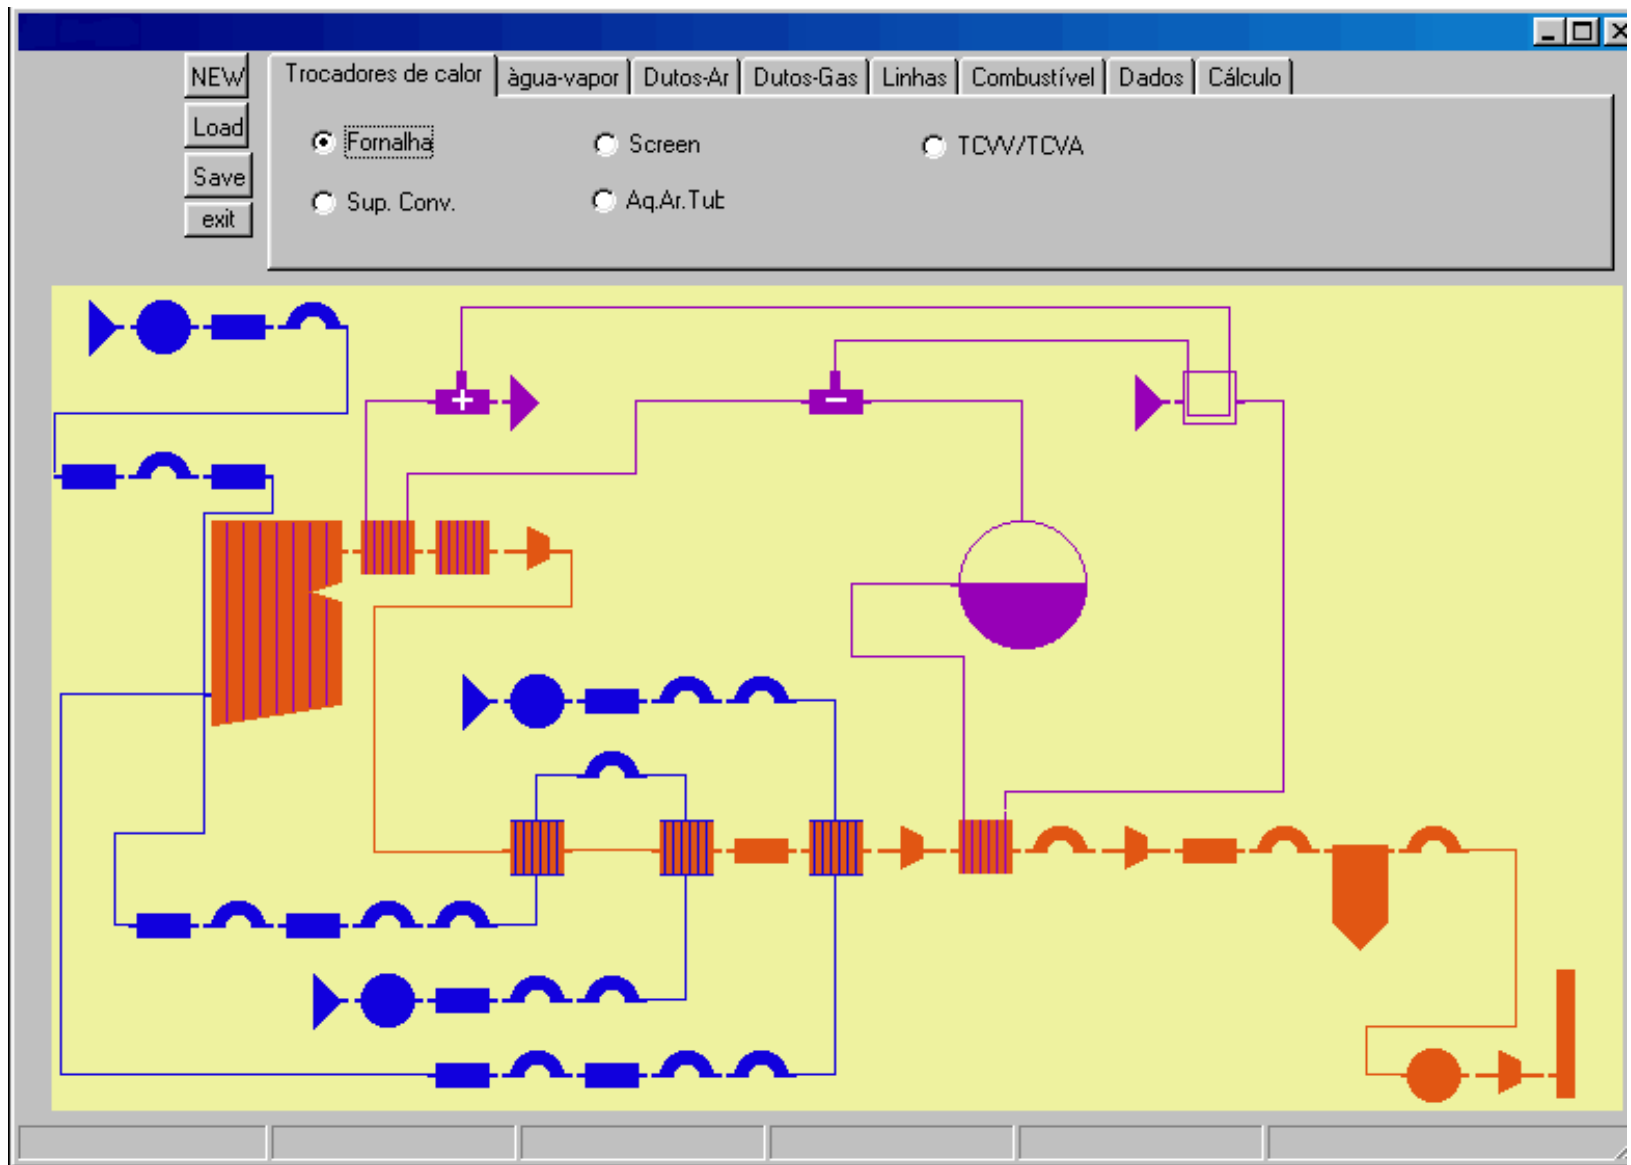 NEW
Load
Save
exit
Trocadores de calor
àgua-vapor
Dutos-Ar
Dutos-Gas
Linhas
Combustível
Dados
Cálculo
Fornalha
Screen
TCVV/TCVA
Sup. Conv.
Aq.Ar.Tub
+
−